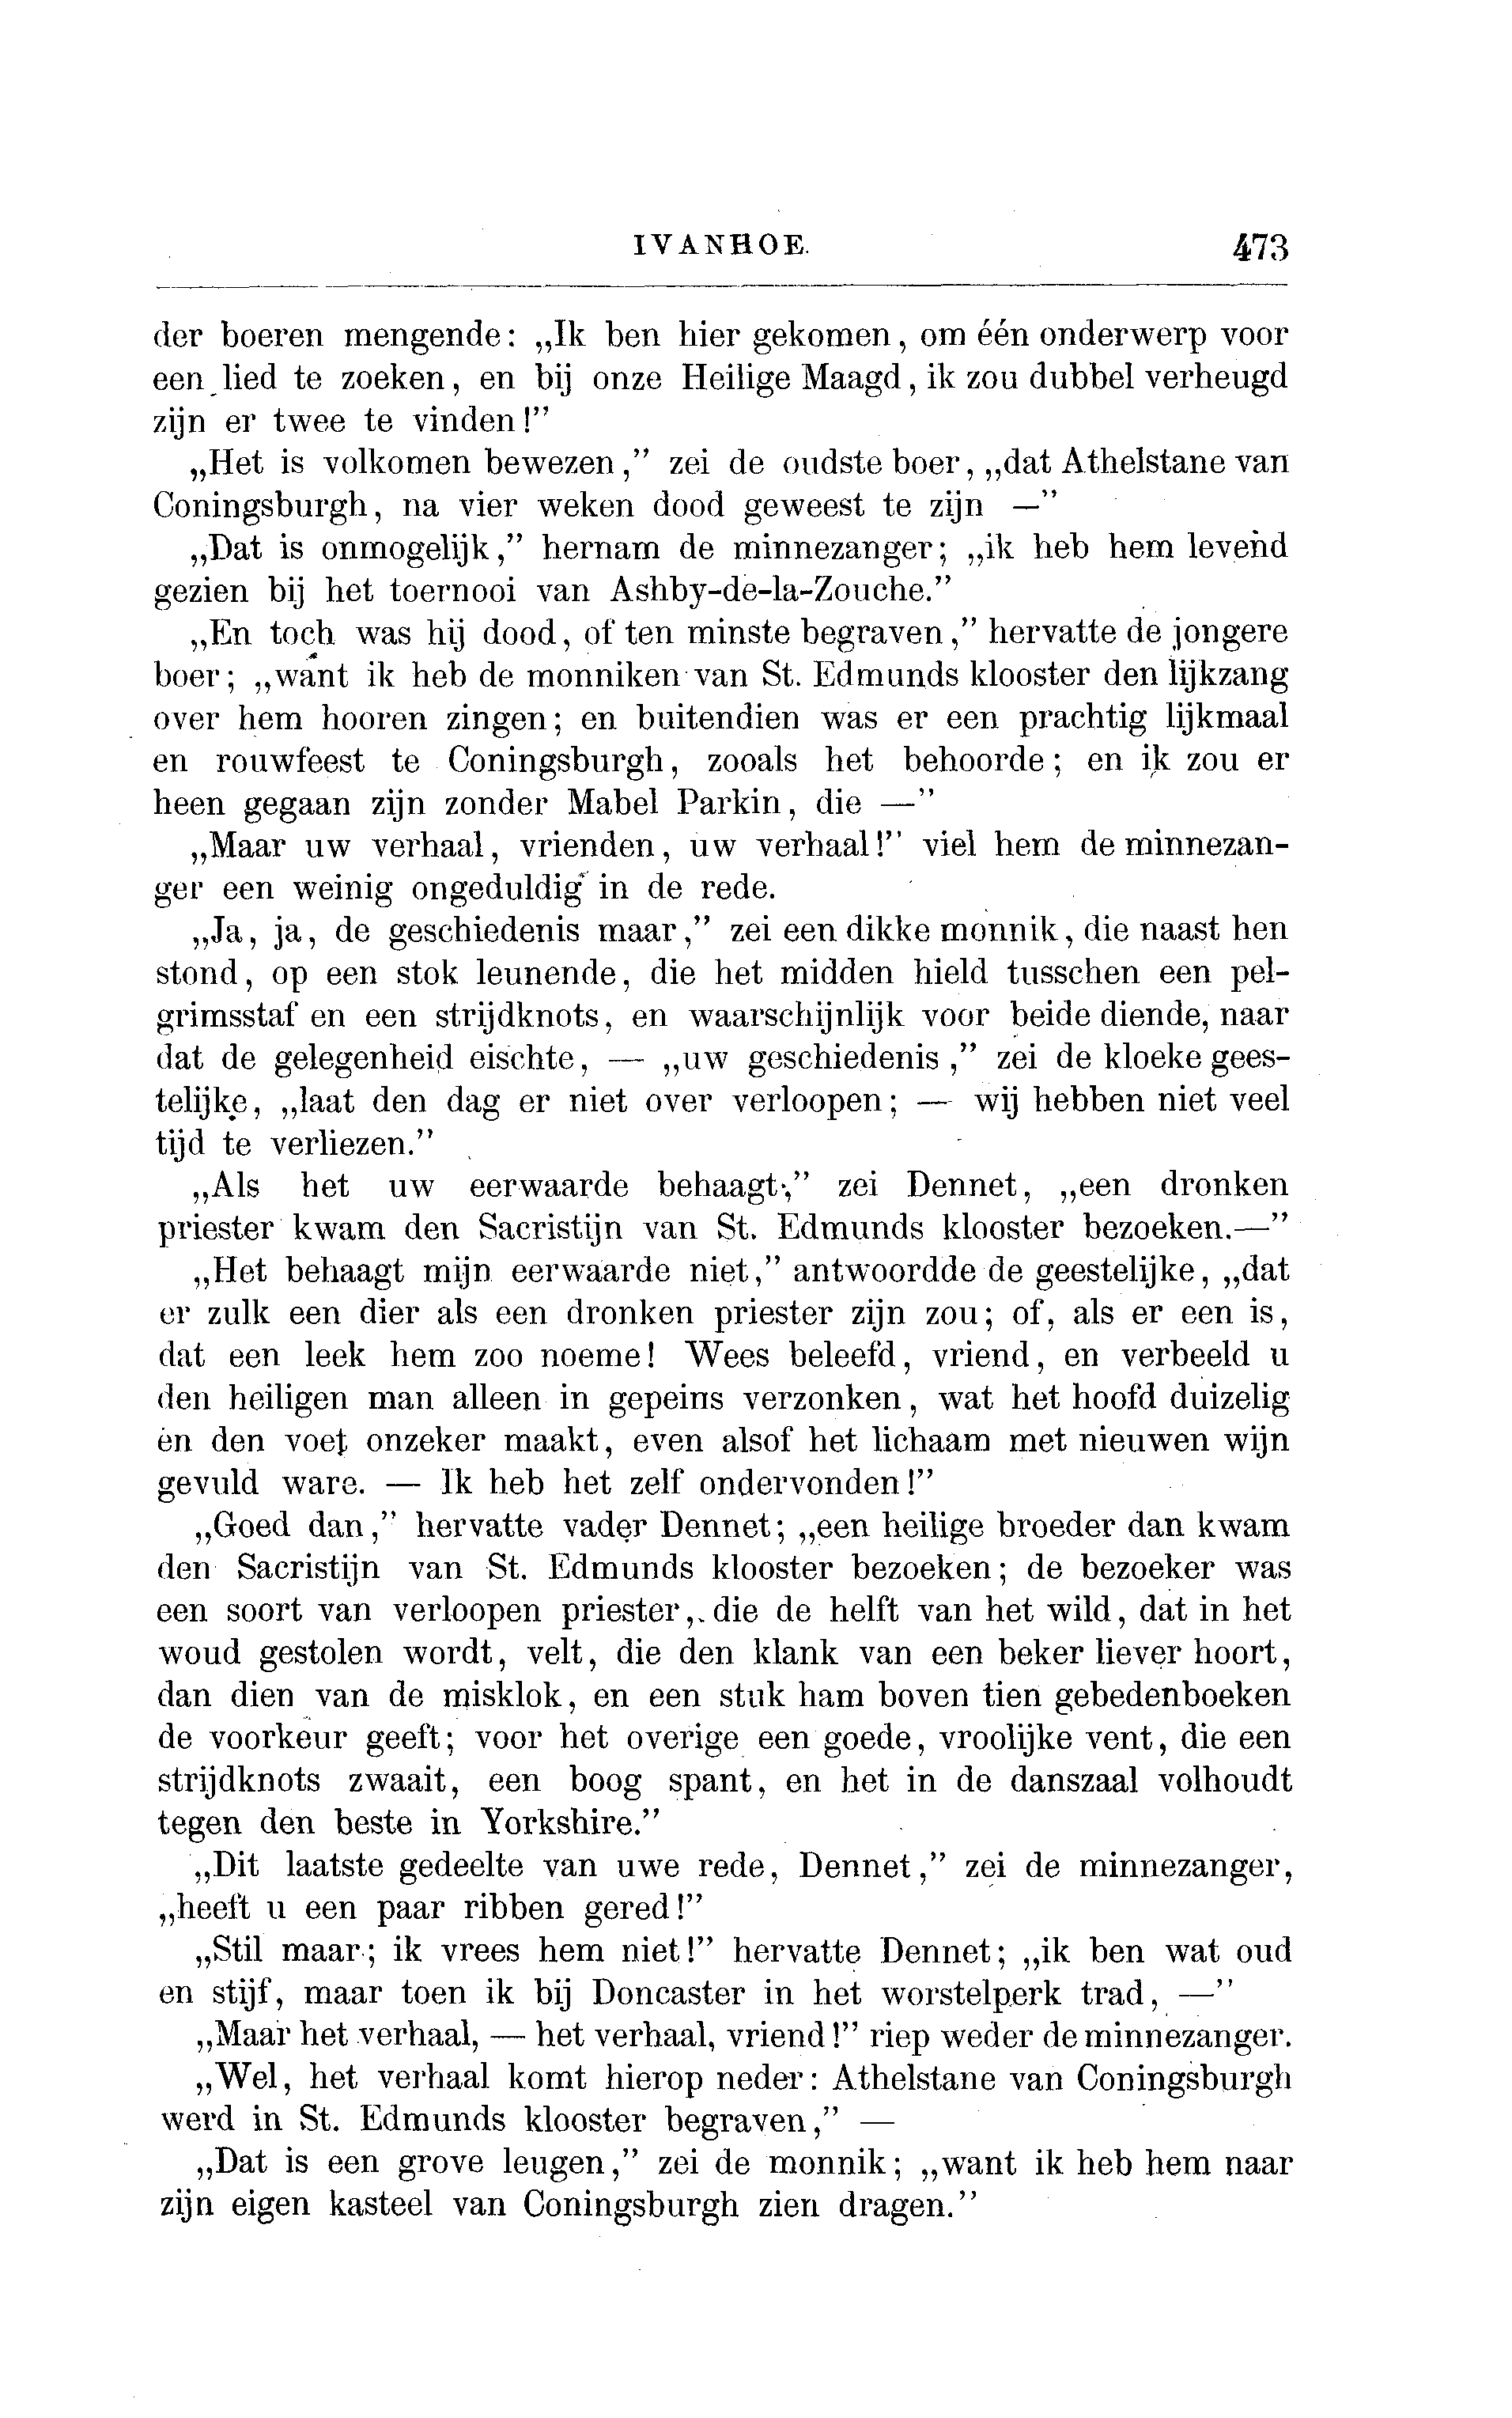 IVANHOE. 473
der boeren mengende: „Ik ben hier gekomen, om één onderwerp voor
een lied te zoeken, en bij onze Heilige Maagd, ik zou dubbel verheugd
zijn er twee te vinden!”
„Het is volkomen bewezen,” zei de oudste boer, „dat Athelstane van
Coningsburgh, na vier weken dood geweest te zijn —”
„Dat is onmogelijk,” hernam de minnezanger; „ik heb hem levend
gezien bij het toernooi van Ashby-de-la-Zouche.”
„En toch was hij dood, of ten minste begraven,” hervatte de jongere
boer; „want ik heb de monniken van St. Edmunds klooster den lijkzang
over hem hooren zingen; en buitendien was er een prachtig lijkmaal
en rouwfeest te Coningsburgh, zooals het behoorde; en ik zou er
heen gegaan zijn zonder Mabel Parkin, die —”
„Maar uw verhaal, vrienden, uw verhaal!” viel hem de minnezan-
ger een weinig ongeduldig in de rede.
„Ja, ja, de geschiedenis maar,” zei een dikke monnik, die naast hen
stond, op een stok leunende, die het midden hield tusschen een pel-
grimsstaf en een strijdknots, en waarschijnlijk voor beide diende, naar
dat de gelegenheid eischte, — „uw geschiedenis,” zei de kloeke gees-
telijke, „laat den dag er niet over verloopen; — wij hebben niet veel
tijd te verliezen.”
„Als het uw eerwaarde behaagt,” zei Dennet, „een dronken
priester kwam den Sacristijn van St. Edmunds klooster bezoeken.—”
„Het behaagt mijn eerwaarde niet,” antwoordde de geestelijke, „dat
er zulk een dier als een dronken priester zijn zou; of, als er een is,
dat een leek hem zoo noeme! Wees beleefd, vriend, en verbeeld u
den heiligen man alleen in gepeins verzonken, wat het hoofd duizelig
en den voet onzeker maakt, even alsof het lichaam met nieuwen wijn
gevuld ware. — Ik heb het zelf ondervonden!”
„Goed dan,” hervatte vader Dennet; „een heilige broeder dan kwam
den Sacristijn van St. Edmunds klooster bezoeken; de bezoeker was
een soort van verloopen priester, die de helft van het wild, dat in het
woud gestolen wordt, velt, die den klank van een beker liever hoort,
dan dien van de misklok, en een stuk ham boven tien gebedenboeken
de voorkeur geeft; voor het overige een goede, vroolijke vent, die een
strijdknots zwaait, een boog spant, en het in de danszaal volhoudt
tegen den beste in Yorkshire.”
„Dit laatste gedeelte van uwe rede, Dennet,” zei de minnezanger,
„heeft u een paar ribben gered!”
„Stil maar; ik vrees hem niet!” hervatte Dennet; „ik ben wat oud
en stijf, maar toen ik bij Doncaster in het worstelperk trad, —”
„Maar het verhaal, — het verhaal, vriend!” riep weder de minnezanger.
„Wel, het verhaal komt hierop neder: Athelstane van Coningsburgh
werd in St. Edmunds klooster begraven,” —
„Dat is een grove leugen,” zei de monnik; „want ik heb hem naar
zijn eigen kasteel van Coningsburgh zien dragen.”